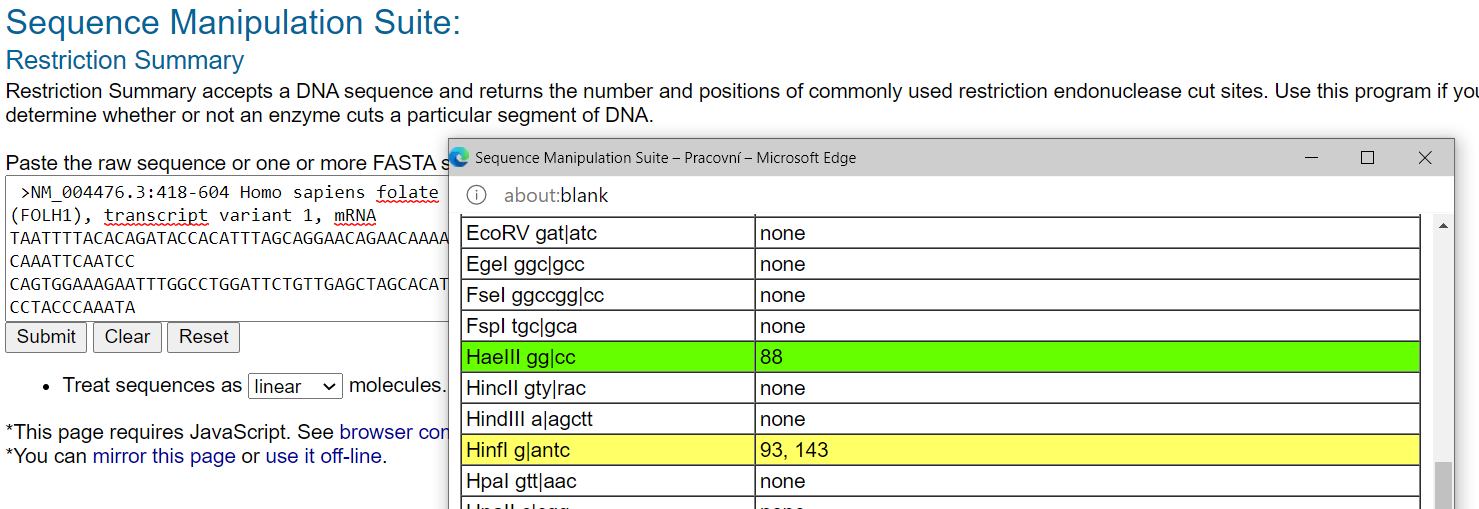 Sequence Manipulation Suite:
Restriction Summary
Restriction Summary accepts a DNA sequence and returns the number and positions of commonly used restriction endonuclease cut sites. Use this program if you
determine whether or not an enzyme cuts a particular segment of DNA.
Paste the raw sequence or one or more FASTA s
>NM_004476.3:418-604 Homo sapiens folate
(FOLH1), transcript variant 1, mRNA
TAATTTTACACAGATACCACATTTAGCAGGAACAGAACAAAA
CAAATTCAATCC
CAGTGGAAAGAATTTGGCCTGGATTCTGTTGAGCTAGCACAT
CCTACCCAAATA
Submit Clear Reset
• Treat sequences as linear molecules.
*This page requires JavaScript. See browser com
*You can mirror this page or use it off-line.
Sequence Manipulation Suite – Pracovní – Microsoft Edge
about:blank
EcoRV gat|atc none
EgeI ggc|gcc none
FseI ggccgg|cc none
FspI tgc|gca none
HaeIII gg|cc 88
HincII gty|rac none
HindIII a|agctt none
HinfI g|antc 93, 143
HpaI gtt|aac none